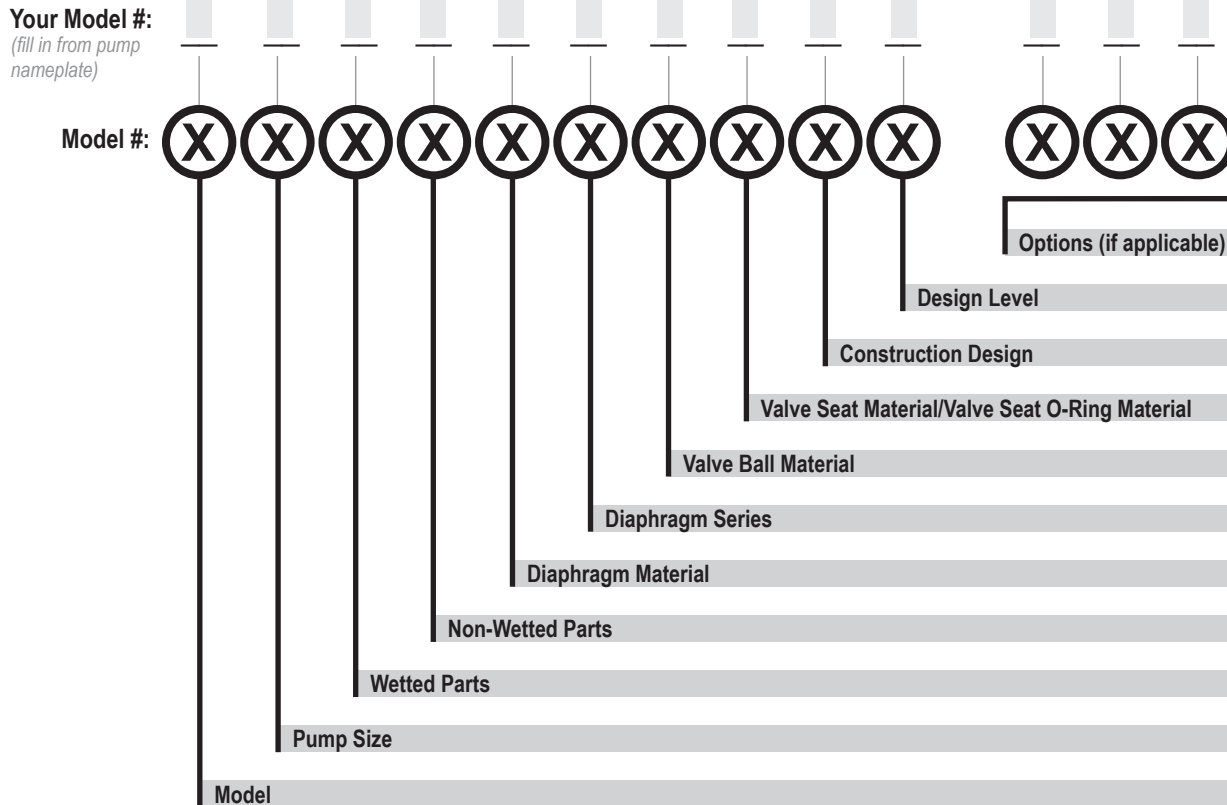 Your Model #:
(fill in from pump
nameplate)
Model #: X X X X X X X X X X X X X
Options (if applicable)
Design Level
Construction Design
Valve Seat Material/Valve Seat O-Ring Material
Valve Ball Material
Diaphragm Series
Diaphragm Material
Non-Wetted Parts
Wetted Parts
Pump Size
Model